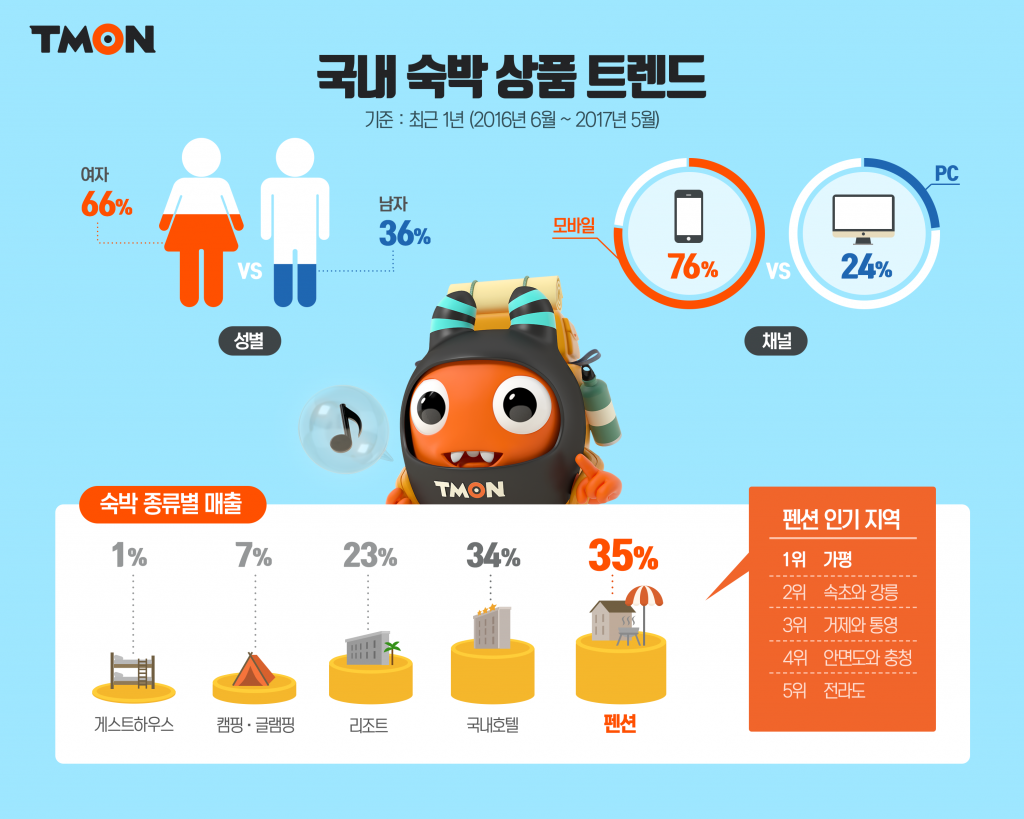 TMON
국내 숙박 상품 트렌드
기준 : 최근 1년 (2016년 6월 ~ 2017년 5월)
여자
66%
남자
36%
VS
성별
모바일
76%
VS
PC
24%
채널
TMON
숙박 종류별 매출
1%
7%
23%
34%
35%
게스트하우스
캠핑·글램핑
리조트
국내호텔
펜션
펜션 인기 지역
1위 가평
2위 속초와 강릉
3위 거제와 통영
4위 안면도와 충청
5위 전라도